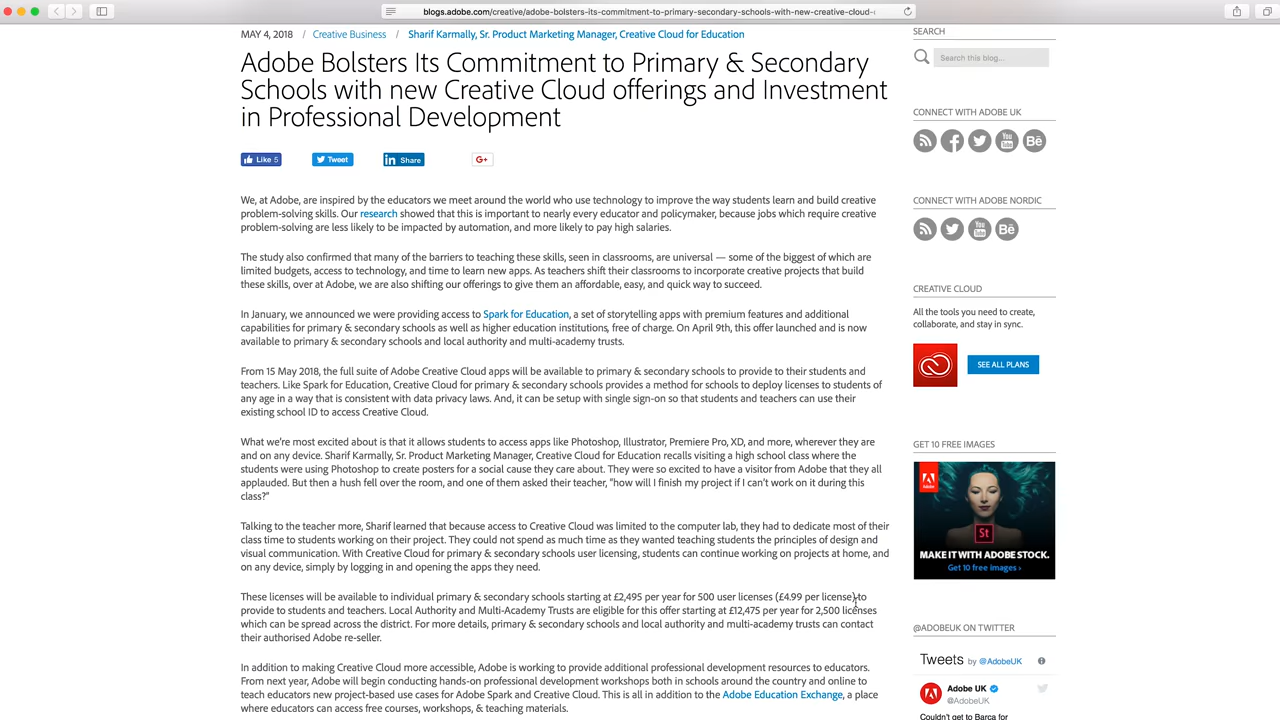 blogs.adobe.com/creative/adobe-bolsters-its-commitment-to-primary-secondary-schools-with-new-creative-cloud-
MAY 4, 2018 / Creative Business / Sharif Karmally, Sr. Product Marketing Manager, Creative Cloud for Education
Adobe Bolsters Its Commitment to Primary & Secondary
Schools with new Creative Cloud offerings and Investment
in Professional Development
Like 5
Tweet
in Share
G+
We, at Adobe, are inspired by the educators we meet around the world who use technology to improve the way students learn and build creative
problem-solving skills. Our research showed that this is important to nearly every educator and policymaker, because jobs which require creative
problem-solving are less likely to be impacted by automation, and more likely to pay high salaries.
The study also confirmed that many of the barriers to teaching these skills, seen in classrooms, are universal — some of the biggest of which are
limited budgets, access to technology, and time to learn new apps. As teachers shift their classrooms to incorporate creative projects that build
these skills, over at Adobe, we are also shifting our offerings to give them an affordable, easy, and quick way to succeed.
In January, we announced we were providing access to Spark for Education, a set of storytelling apps with premium features and additional
capabilities for primary & secondary schools as well as higher education institutions, free of charge. On April 9th, this offer launched and is now
available to primary & secondary schools and local authority and multi-academy trusts.
From 15 May 2018, the full suite of Adobe Creative Cloud apps will be available to primary & secondary schools to provide to their students and
teachers. Like Spark for Education, Creative Cloud for primary & secondary schools provides a method for schools to deploy licenses to students of
any age in a way that is consistent with data privacy laws. And, it can be setup with single sign-on so that students and teachers can use their
existing school ID to access Creative Cloud.
What we're most excited about is that it allows students to access apps like Photoshop, Illustrator, Premiere Pro, XD, and more, wherever they are
and on any device. Sharif Karmally, Sr. Product Marketing Manager, Creative Cloud for Education recalls visiting a high school class where the
students were using Photoshop to create posters for a social cause they care about. They were so excited to have a visitor from Adobe that they all
applauded. But then a hush fell over the room, and one of them asked their teacher, "how will I finish my project if I can't work on it during this
class?"
Talking to the teacher more, Sharif learned that because access to Creative Cloud was limited to the computer lab, they had to dedicate most of their
class time to students working on their project. They could not spend as much time as they wanted teaching students the principles of design and
visual communication. With Creative Cloud for primary & secondary schools user licensing, students can continue working on projects at home, and
on any device, simply by logging in and opening the apps they need.
These licenses will be available to individual primary & secondary schools starting at £2,495 per year for 500 user licenses (£4.99 per license) to
provide to students and teachers. Local Authority and Multi-Academy Trusts are eligible for this offer starting at £12,475 per year for 2,500 licenses
which can be spread across the district. For more details, primary & secondary schools and local authority and multi-academy trusts can contact
their authorised Adobe re-seller.
In addition to making Creative Cloud more accessible, Adobe is working to provide additional professional development resources to educators.
From next year, Adobe will begin conducting hands-on professional development workshops both in schools around the country and online to
teach educators new project-based use cases for Adobe Spark and Creative Cloud. This is all in addition to the Adobe Education Exchange, a place
where educators can access free courses, workshops, & teaching materials.
SEARCH
Search this blog...
CONNECT WITH ADOBE UK
You Tube
Bē
CONNECT WITH ADOBE NORDIC
You Tube
Bē
CREATIVE CLOUD
All the tools you need to create,
collaborate, and stay in sync.
SEE ALL PLANS
GET 10 FREE IMAGES
Adobe
St
MAKE IT WITH ADOBE STOCK.
Get 10 free images ›
@ADOBEUK ON TWITTER
Tweets by @AdobeUK
Adobe UK
@AdobeUK
Couldn't get to Barca for